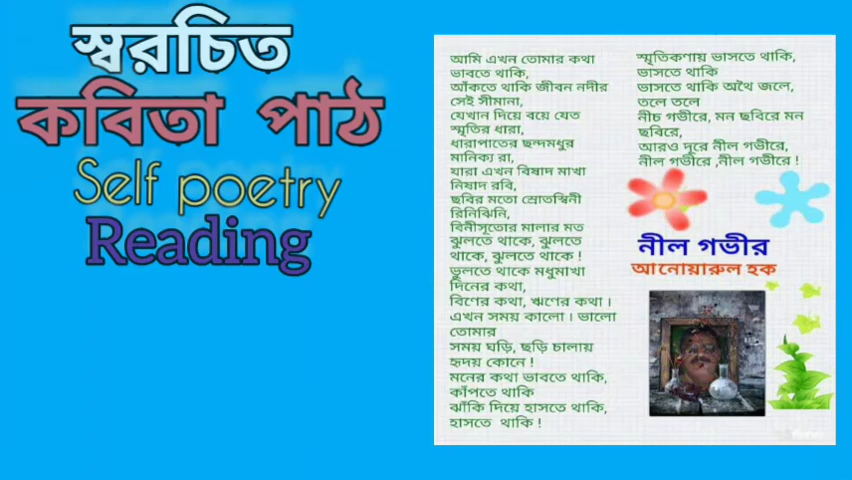 স্বরচিত
কবিতা পাঠ
Self poetry
Reading
আমি এখন তোমার কথা
ভাবতে থাকি,
আঁকতে থাকি জীবন নদীর
সেই সীমানা,
যেখান দিয়ে বয়ে যেত
স্মৃতির ধারা,
ধারাপাতের ছন্দমধুর
মানিক্য রা,
যারা এখন বিষাদ মাখা
নিষাদ রবি,
ছবির মতো স্রোতস্বিনী
রিনিঝিনি,
বিনীসূতোর মালার মত
ঝুলতে থাকে, ঝুলতে
থাকে, ঝুলতে থাকে !
ভুলতে থাকে মধুমাখা
দিনের কথা,
বিণের কথা, ঋণের কথা ।
এখন সময় কালো । ভালো
তোমার
সময় ঘড়ি, ছড়ি চালায়
হৃদয় কোনে !
মনের কথা ভাবতে থাকি,
কাঁপতে থাকি
ঝাঁকি দিয়ে হাসতে থাকি,
হাসতে থাকি !
স্মৃতিকণায় ভাসতে থাকি,
ভাসতে থাকি
ভাসতে থাকি অথৈ জলে,
তলে তলে
নীচ গভীরে, মন ছবিরে মন
ছবিরে,
আরও দূরে নীল গভীরে,
নীল গভীরে ,নীল গভীরে !
নীল গভীর
আনোয়ারুল হক